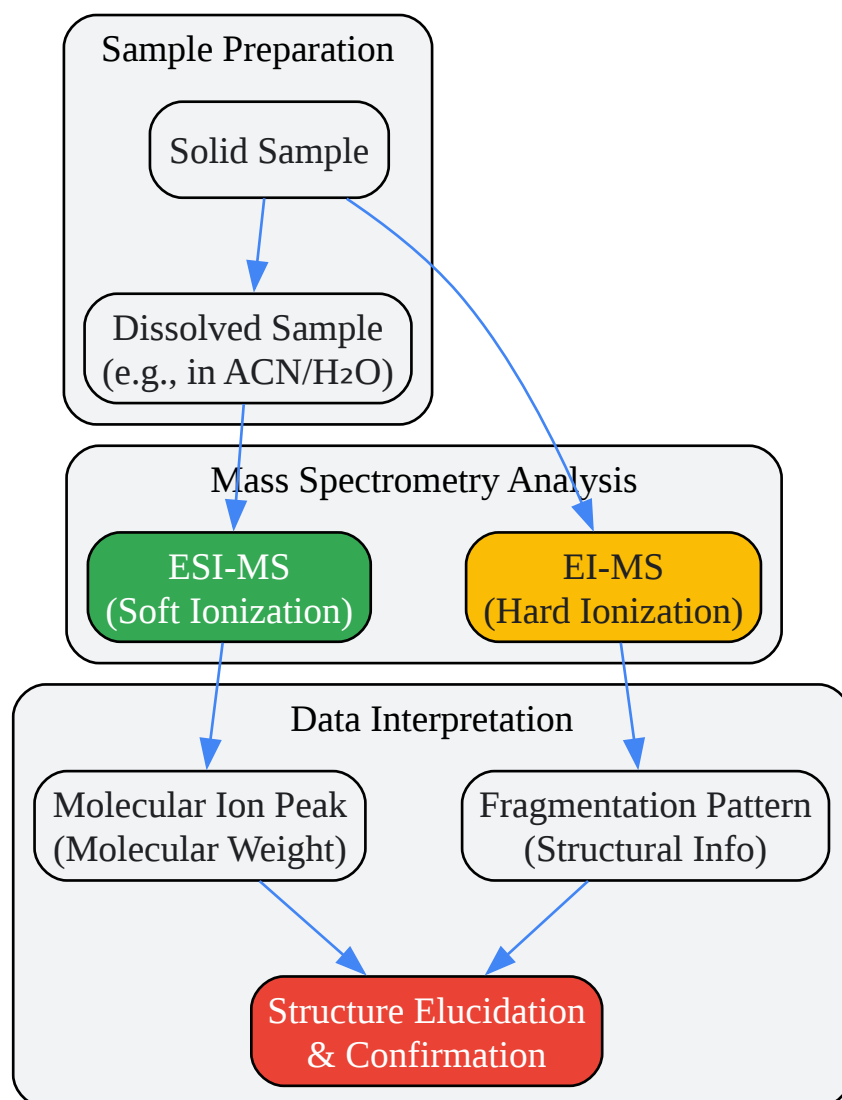 Sample Preparation
Solid Sample
Dissolved Sample
(e.g., in ACN/H₂O)
Mass Spectrometry Analysis
ESI-MS
(Soft Ionization)
EI-MS
(Hard Ionization)
Data Interpretation
Molecular Ion Peak
(Molecular Weight)
Fragmentation Pattern
(Structural Info)
Structure Elucidation
& Confirmation